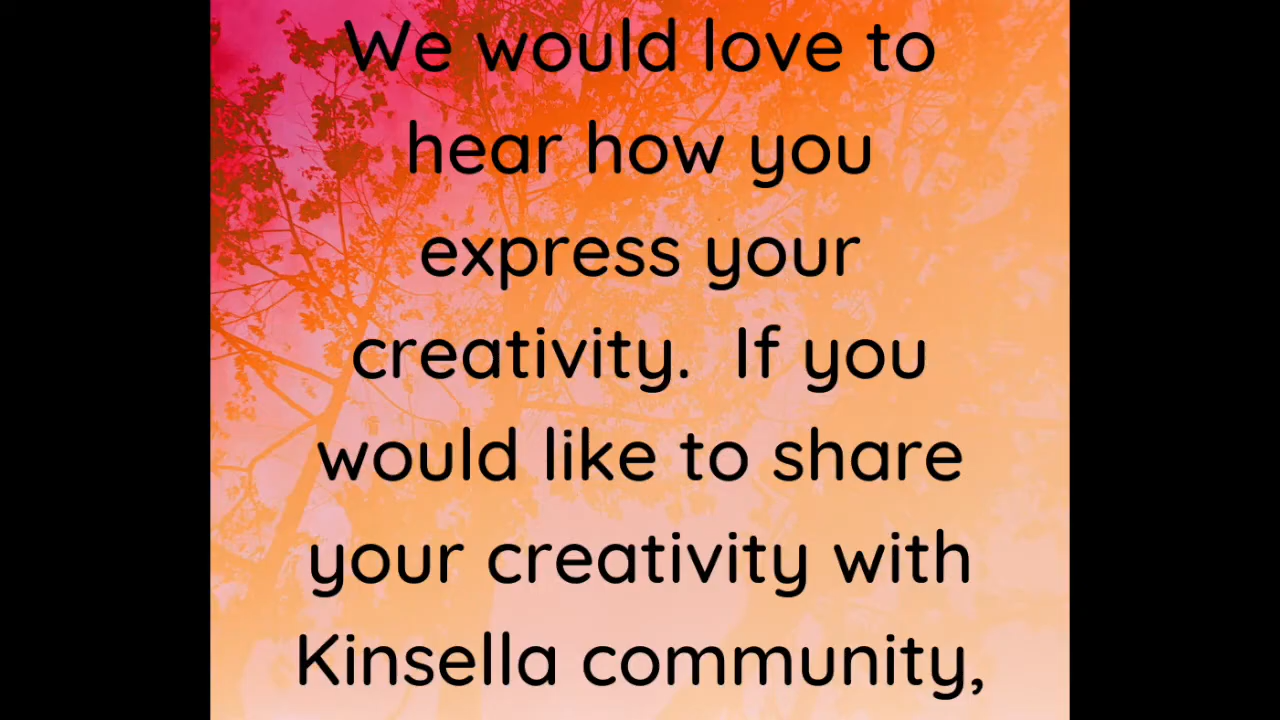 We would love to
hear how you
express your
creativity. If you
would like to share
your creativity with
Kinsella community,